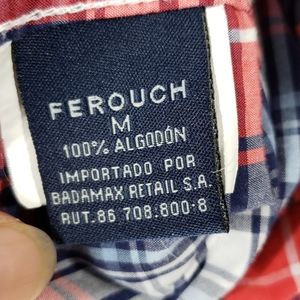 FEROUCH
M
100% ALGODÓN
IMPORTADO POR
BADAMAX RETAIL S.A.
RUT.86 708.800-8